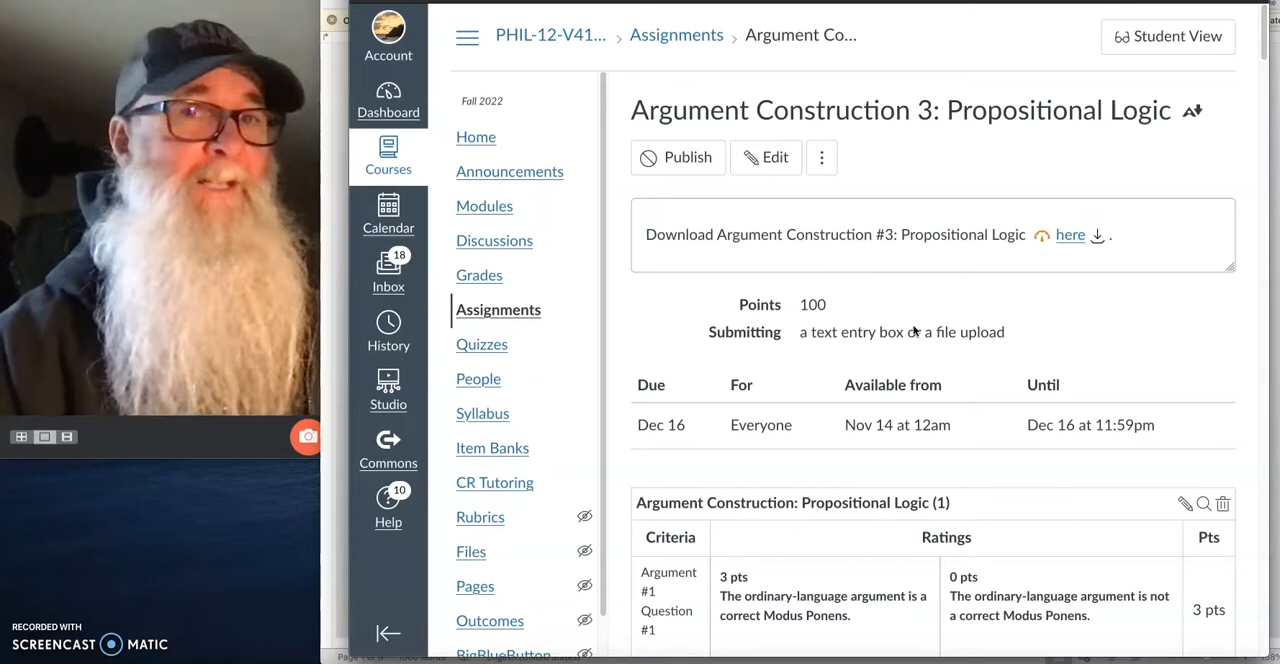 RECORDED WITH
SCREENCAST MATIC
Account
Dashboard
Courses
Calendar
18
Inbox
History
Studio
Commons
10
Help
PHIL-12-V41... > Assignments > Argument Co...
Student View
Fall 2022
Home
Announcements
Modules
Discussions
Grades
Assignments
Quizzes
People
Syllabus
Item Banks
CR Tutoring
Rubrics
Files
Pages
Outcomes
BigBlueButton
Argument Construction 3: Propositional Logic
Publish Edit
Download Argument Construction #3: Propositional Logic here .
Points 100
Submitting a text entry box or a file upload
Due For Available from Until
Dec 16 Everyone Nov 14 at 12am Dec 16 at 11:59pm
Argument Construction: Propositional Logic (1)
Criteria Ratings Pts
Argument
#1
Question
#1
3 pts
The ordinary-language argument is a
correct Modus Ponens.
0 pts
The ordinary-language argument is not
a correct Modus Ponens.
3 pts